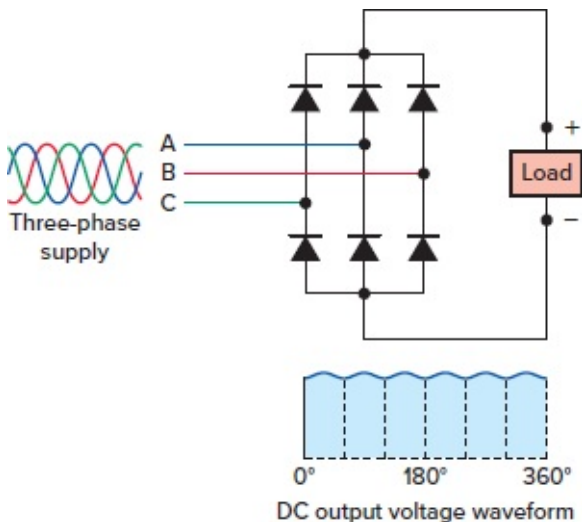 A
B
C
Three-phase
supply
+
Load
−
0° 180° 360°
DC output voltage waveform